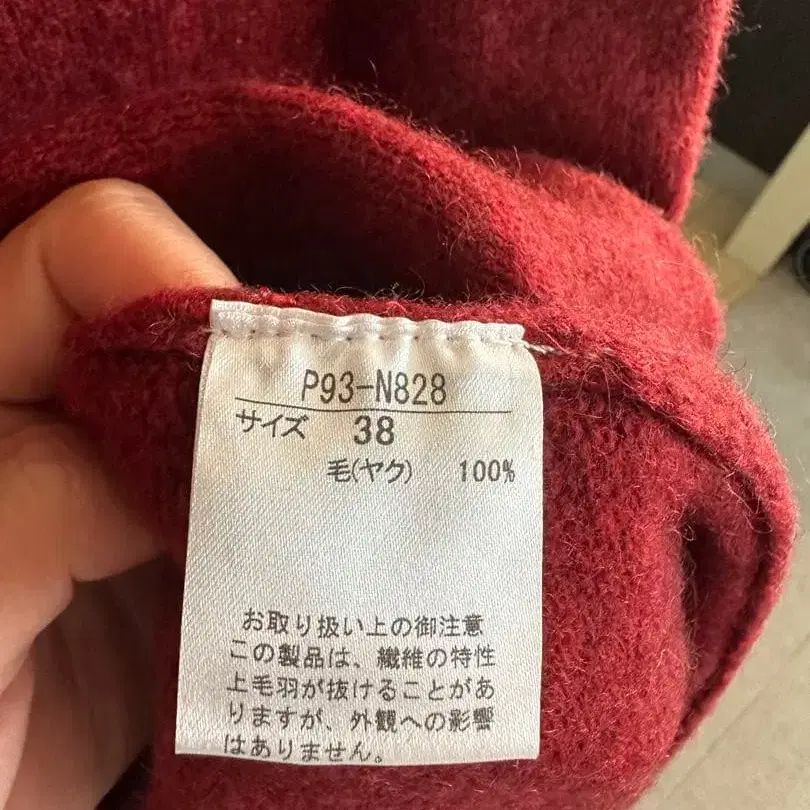 P93-N828
サイズ 38
毛(ヤク) 100%
お取り扱い上の御注意
この製品は、繊維の特性
上毛羽が抜けることがあ
りますが、外観への影響
はありません。